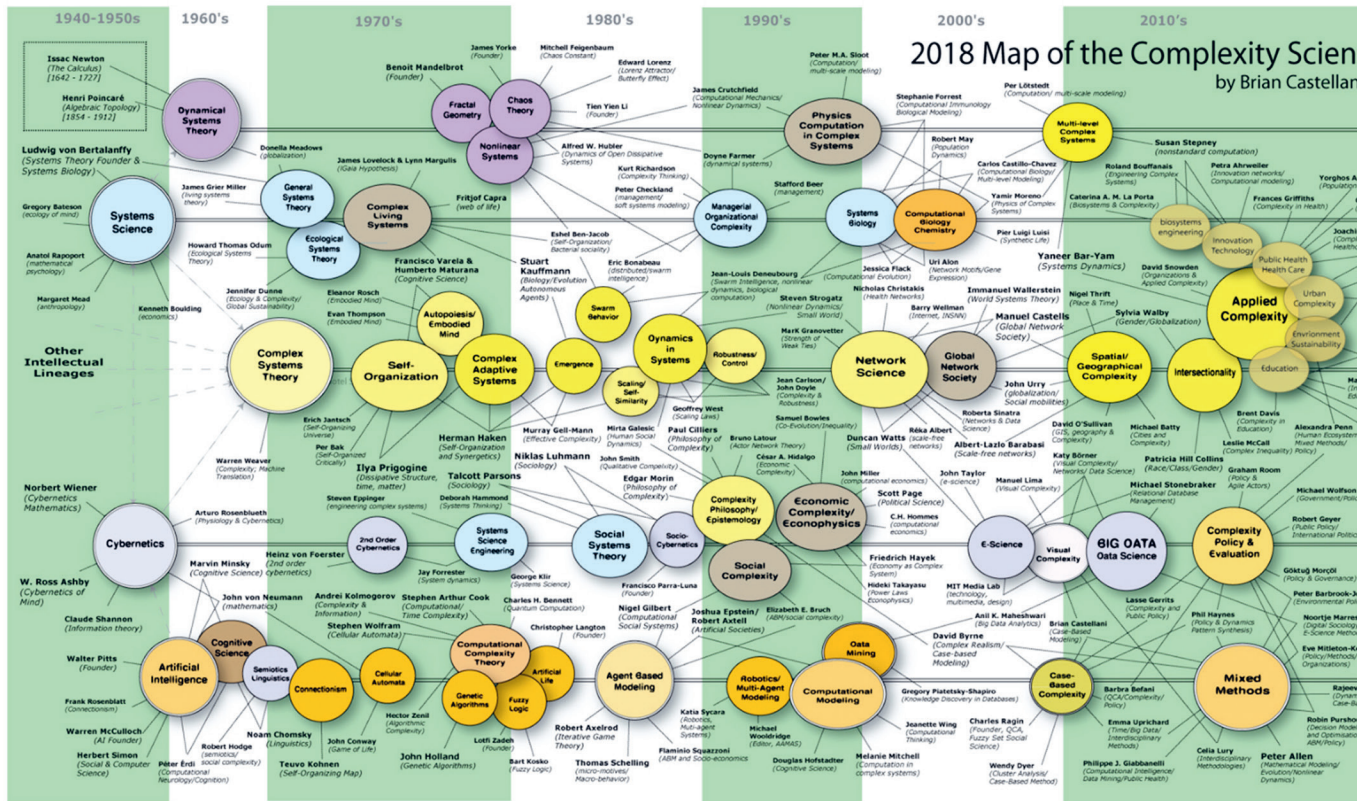 1940-1950s
1960's
1970's
1980's
1990's
2000's
2010's
2018 Map of the Complexity Scien
by Brian Castellan
Issac Newton
(The Calculus)
[1642 - 1727]
Henri Poincaré
(Algebraic Topology)
[1854 - 1912]
Dynamical
Systems
Theory
Benoit Mandelbrot
(Founder)
James Yorke
(Founder)
Mitchell Feigenbaum
(Chaos Constant)
Edward Lorenz
(Lorenz Attractor/
Butterfly Effect)
Tien Yien Li
(Founder)
Fractal
Geometry
Chaos
Theory
Nonlinear
Systems
Alfred W. Hubler
(Dynamics of Open Dissipative
Systems)
Peter M.A. Sloot
(Computation/
multi-scale modeling)
James Crutchfield
(Computational Mechanics/
Nonlinear Dynamics)
Stephanie Forrest
(Computational Immunology
Biological Modeling)
Per Lötstedt
(Computation/ multi-scale modeling)
Physics
Computation
in Complex
Systems
Multi-level
Complex
Systems
Robert May
(Population
Dynamics)
Doyne Farmer
(dynamical systems)
Kurt Richardson
(Complexity Thinking)
Peter Checkland
(management/
soft systems modeling)
Stafford Beer
(management)
Carlos Castillo-Chavez
(Computational Biology/
Multi-level Modeling)
Yamir Moreno
(Physics of Complex
Systems)
Pier Luigi Luisi
(Synthetic Life)
Susan Stepney
(nonstandard computation)
Roland Bouffanais
(Engineering Complex
Systems)
Petra Ahrweiler
(Innovation networks/
Computational modeling)
Caterina A. M. La Porta
(Biosystems & Complexity)
Frances Griffiths
(Complexity in Health)
Yorghos A
(Population
Joachi
(Comple
Healt
Ludwig von Bertalanffy
(Systems Theory Founder &
Systems Biology)
Gregory Bateson
(ecology of mind)
Anatol Rapoport
(mathematical
psychology)
Margaret Mead
(anthropology)
Kenneth Boulding
(economics)
Systems
Science
Donella Meadows
(globalization)
James Grier Miller
(living systems
theory)
Howard Thomas Odum
(Ecological Systems
Theory)
General
Systems
Theory
Ecological
Systems
Theory
James Lovelock & Lynn Margulis
(Gaia Hypothesis)
Complex
Living
Systems
Fritjof Capra
(web of life)
Francisco Varela &
Humberto Maturana
(Cognitive Science)
Eshel Ben-Jacob
(Self-Organization/
Bacterial sociality)
Eric Bonabeau
(distributed/swarm
intelligence)
Managerial
Organizational
Complexity
Systems
Biology
Computational
Biology
Chemistry
Jessica Flack
(Computational Evolution)
Uri Alon
(Network Motifs/Gene
Expression)
biosystems
engineering
Innovation
Technology
Public Health
Health Care
Urban
Complexity
Envrionment
Sustainability
Education
Applied
Complexity
Jennifer Dunne
(Ecology & Complexity/
Global Sustainability)
Eleanor Rosch
(Embodied Mind)
Evan Thompson
(Embodied Mind)
Autopoiesis/
Embodied
Mind
Stuart
Kauffmann
(Biology/Evolution
Autonomous
Agents)
Swarm
Behavior
Jean-Louis Deneubourg
(Swarm Intelligence, nonlinear
dynamics, biological
computation)
Steven Strogatz
(Nonlinear Dynamics/
Small World)
MarK Granovetter
(Strength of
Weak Ties)
Nicholas Christakis
(Health Networks)
Barry Wellman
(Internet, INSNN)
Immanuel Wallerstein
(World Systems Theory)
Manuel Castells
(Global Network
Society)
Yaneer Bar-Yam
(Systems Dynamics)
David Snowden
(Organizations &
Applied Complexity)
Nigel Thrift
(Place & Time)
Sylvia Walby
(Gender/Globalization)
Other
Intellectual
Lineages
Complex
Systems
Theory
Self-
Organization
Complex
Adaptive
Systems
Emergence
Scaling/
Self-
Similarity
Dynamics
in
Systems
Robustness/
Control
Network
Science
Global
Network
Society
Spatial/
Geographical
Complexity
Intersectionality
Jean Carlson/
John Doyle
(Complexity &
Robustness)
John Urry
(globalization/
Social mobilities)
Erich Jantsch
(Self-Organizing
Universe)
Per Bak
(Self-Organized
Critically)
Herman Haken
(Self-Organization
and Synergetics)
Murray Gell-Mann
(Effective Complexity)
Mirta Galesic
(Human Social
Dynamics)
Geoffrey West
(Scaling Laws)
Samuel Bowles
(Co-Evolution/Inequality)
Duncan Watts
(Small Worlds)
Réka Albert
(scale-free
networks)
Roberta Sinatra
(Networks & Data Science)
Albert-Lazlo Barabasi
(Scale-free networks)
David O'Sullivan
(GIS, geography &
Complexity)
Michael Batty
(Cities and
Complexity)
Brent Davis
(Complexity in
Education)
Leslie McCall
(Complex Inequality)
Alexandra Penn
(Human Ecosystem
Mixed Methods/
Policy)
Warren Weaver
(Complexity; Machine
Translation)
Ilya Prigogine
(Dissipative Structure,
time, matter)
Niklas Luhmann
(Sociology)
Talcott Parsons
(Sociology)
John Smith
(Qualitative Complexity)
Paul Cilliers
(Philosophy of
Complexity)
Edgar Morin
(Philosophy of
Complexity)
Bruno Latour
(Actor Network Theory)
César A. Hidalgo
(Economic
Complexity)
John Miller
(computational economics)
Scott Page
(Political Science)
C.H. Hommes
(computational
economics)
John Taylor
(e-science)
Manuel Lima
(Visual Complexity)
Katy Börner
(Visual Complexity/
Networks/ Data Science)
Patricia Hill Collins
(Race/Class/Gender)
Michael Stonebraker
(Relational Database
Management)
Graham Room
(Policy &
Agile Actors)
Michael Wolfson
(Government/Policy
Robert Geyer
(Public Policy/
International Politic
Norbert Wiener
(Cybernetics
Mathematics)
Arturo Rosenblueth
(Physiology & Cybernetics)
Steven Eppinger
(engineering complex systems)
Deborah Hammond
(Systems Thinking)
Cybernetics
2nd Order
Cybernetics
Systems
Science
Engineering
Social
Systems
Theory
Socio-
Cybernetics
Complexity
Philosophy/
Epistemology
Economic
Complexity/
Econophysics
Social
Complexity
E-Science
Visual
Complexity
BIG DATA
Data Science
Complexity
Policy &
Evaluation
W. Ross Ashby
(Cybernetics of
Mind)
Marvin Minsky
(Cognitive Science)
Heinz von Foerster
(2nd order
cybernetics)
Jay Forrester
(System dynamics)
George Klir
(Systems Science)
Francisco Parra-Luna
(Founder)
Friedrich Hayek
(Economy as
Complex System)
Hideki Takayasu
(Power Laws
Econophysics)
MIT Media Lab
(technology,
multimedia, design)
Lasse Gerrits
(Complexity and
Public Policy)
Göktuğ Morçöl
(Policy & Governance)
Peter Barbrook-Jo
(Environmental Pol
Claude Shannon
(Information theory)
John von Neumann
(mathematics)
Andrei Kolmogorov
(Complexity &
Information)
Stephen Arthur Cook
(Computational/
Time Complexity)
Charles H. Bennett
(Quantum Computation)
Nigel Gilbert
(Computational
Social Systems)
Joshua Epstein/
Robert Axtell
(Artificial Societies)
Elizabeth E. Bruch
(ABM/social complexity)
Anil K. Maheshwari
(Big Data Analytics)
Brian Castellani
(Case-Based
Modeling)
Phil Haynes
(Policy & Dynamics
Pattern Synthesis)
Noortje Marres
(Digital Sociology
E-Science Methods
Walter Pitts
(Founder)
Stephen Wolfram
(Cellular Automata)
Christopher Langton
(Founder)
David Byrne
(Complex Realism/
Case-based
Modeling)
Eve Mitleton-Ke
(Policy/Methods/
Organizations)
Artificial
Intelligence
Cognitive
Science
Semiotics
Linguistics
Connectionism
Cellular
Automata
Computational
Complexity
Theory
Genetic
Algorithms
Fuzzy
Logic
Artificial
Life
Agent Based
Modeling
Robotics/
Multi-Agent
Modeling
Data
Mining
Computational
Modeling
Case-
Based
Complexity
Mixed
Methods
Frank Rosenblatt
(Connectionism)
Warren McCulloch
(AI Founder)
Herbert Simon
(Social & Computer
Science)
Péter Érdi
(Computational
Neurology/Cognition)
Robert Hodge
(semiotics/
social complexity)
Noam Chomsky
(Linguistics)
John Conway
(Game of Life)
Teuvo Kohnen
(Self-Organizing Map)
Hector Zenil
(Algorithmic
Complexity)
John Holland
(Genetic Algorithms)
Lotfi Zadeh
(Founder)
Bart Kosko
(Fuzzy Logic)
Robert Axelrod
(Iterative Game
Theory)
Thomas Schelling
(micro-motives/
Macro-behavior)
Flaminio Squazzoni
(ABM and Socio-economics
Katia Sycara
(Robotics,
Multi-agent Systems)
Michael
Wooldridge
(Editor, AAMAS)
Douglas Hofstadter
(Cognitive Science)
Gregory Piatetsky-Shapiro
(Knowledge Discovery in Databases)
Jeanette Wing
(Computational
Thinking)
Melanie Mitchell
(Computation in
complex systems)
Charles Ragin
(Founder, QCA,
Fuzzy Set Social
Science)
Wendy Dyer
(Cluster Analysis/
Case-Based Method)
Barbra Befani
(QCA/Complexity/
Policy)
Emma Uprichard
(Time/Big Data/
Interdisciplinary
Methods)
Philippe J. Giabbanelli
(Computational Intelligence/
Data Mining/Public Health)
Celia Lury
(Interdisciplinary
Methodologies)
Peter Allen
(Mathematical Modeling/
Evolution/Nonlinear
Dynamics)
Rajeev
(Dynam
Case-Ba
Robin Purshou
(Decision Model
and Optimisation
ABM/Policy)